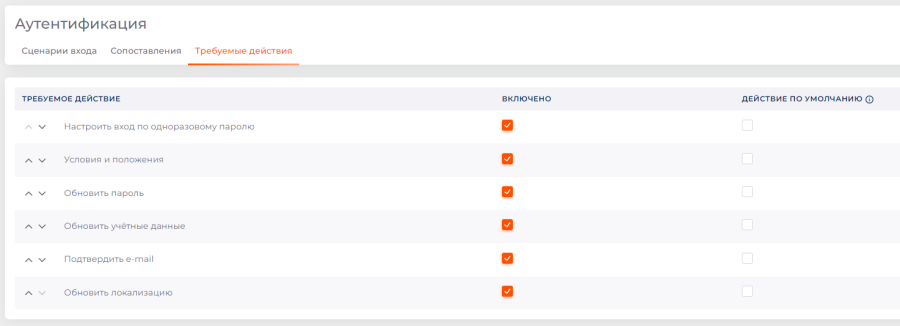 Аутентификация
Сценарии входа Сопоставления Требуемые действия
ТРЕБУЕМОЕ ДЕЙСТВИЕ ВКЛЮЧЕНО ДЕЙСТВИЕ ПО УМОЛЧАНИЮ
Настроить вход по одноразовому паролю
Условия и положения
Обновить пароль
Обновить учётные данные
Подтвердить e-mail
Обновить локализацию